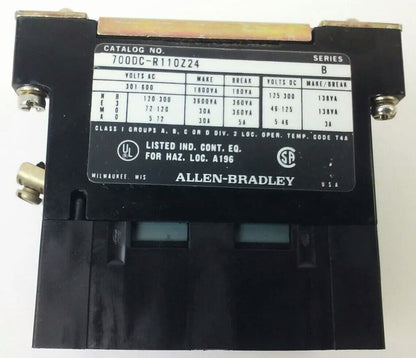 CATALOG NO. SERIES
700DC-R110Z24 B
VOLTS AC MAKE BREAK VOLTS DC MAKE/BREAK
301 600 1800VA 180VA 125 300 138VA
120 300 3600VA 360VA 46 125 138VA
72 120 30A 360VA 5 46 3A
5 72 30A 5A
CLASS I GROUPS A, B, C OR D DIV. 2 LOC. OPER. TEMP. CODE T4A
UL LISTED IND. CONT. EQ. SA
FOR HAZ. LOC. A196
MILWAUKEE, WIS ALLEN-BRADLEY USA